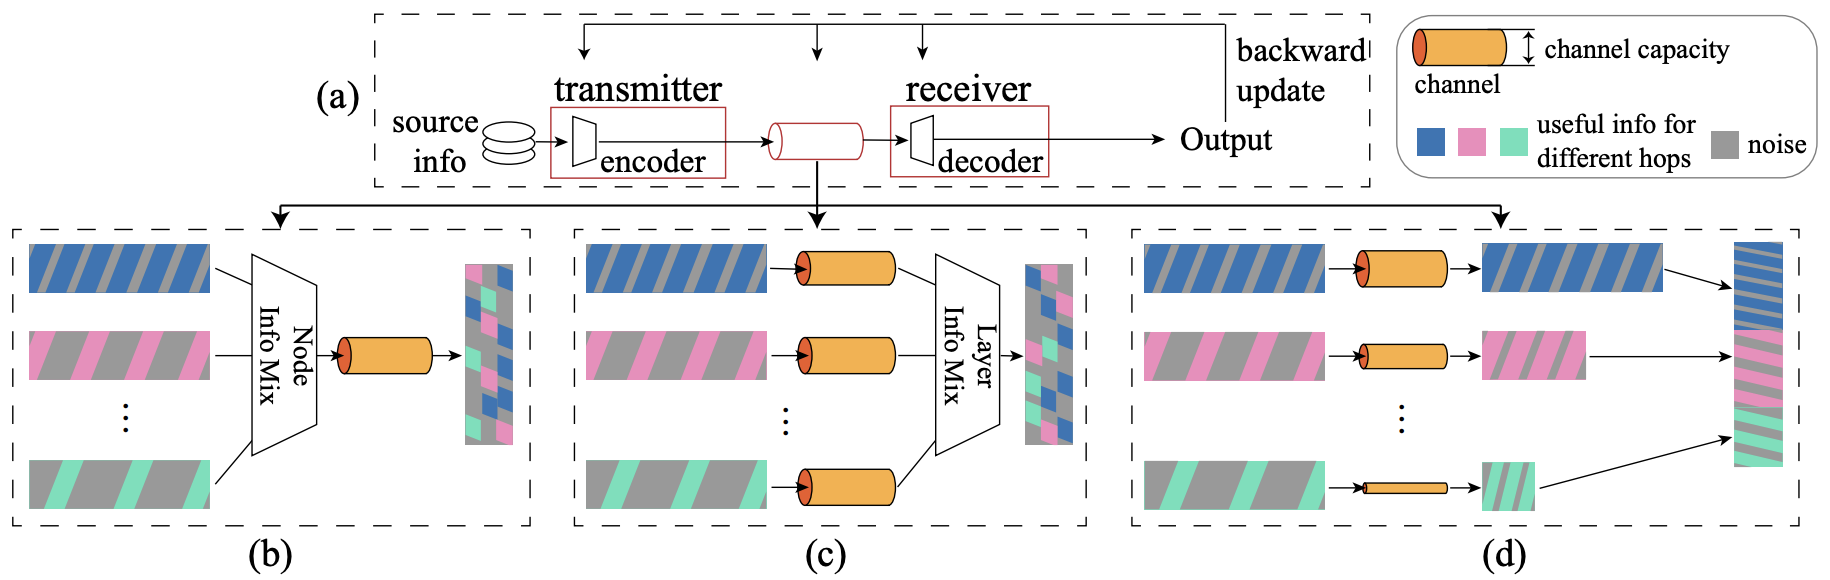 (a)
source
info
transmitter
encoder
receiver
decoder
Output
backward
update
channel capacity
channel
useful info for
different hops
noise
Node
Info Mix
(b)
Layer
Info Mix
(c)
(d)